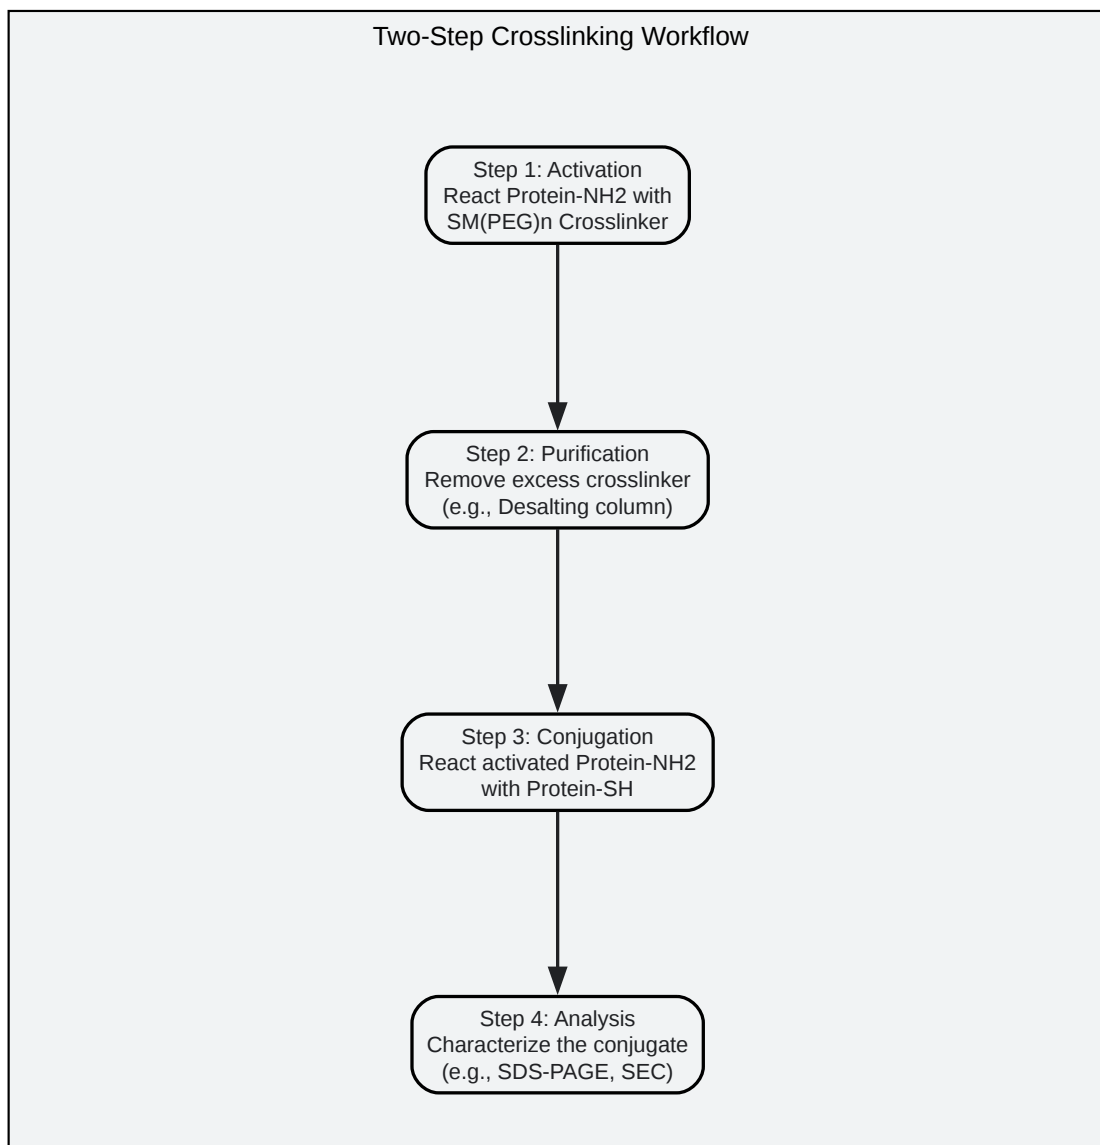 Two-Step Crosslinking Workflow
Step 1: Activation
React Protein-NH2 with
SM(PEG)n Crosslinker
Step 2: Purification
Remove excess crosslinker
(e.g., Desalting column)
Step 3: Conjugation
React activated Protein-NH2
with Protein-SH
Step 4: Analysis
Characterize the conjugate
(e.g., SDS-PAGE, SEC)